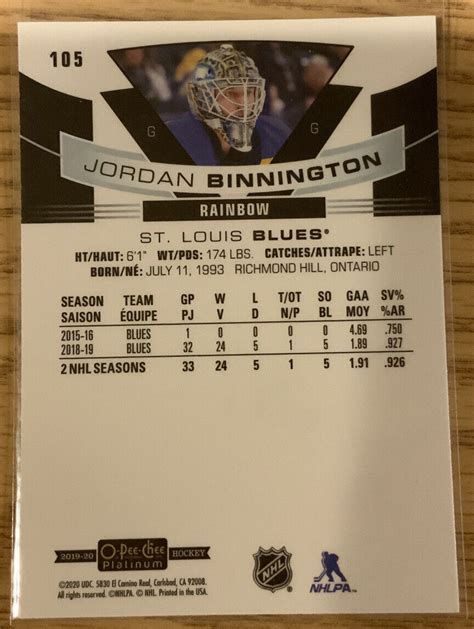 105
G G
JORDAN BINNINGTON
RAINBOW
ST. LOUIS BLUES®
HT/HAUT: 6'1" WT/PDS: 174 LBS. CATCHES/ATTRAPE: LEFT
BORN/NÉ: JULY 11, 1993 RICHMOND HILL, ONTARIO
SEASON TEAM GP W L T/OT SO GAA SV%
SAISON ÉQUIPE PJ V D N/P BL MOY %AR
2015-16 BLUES 1 0 0 0 0 4.69 .750
2018-19 BLUES 32 24 5 1 5 1.89 .927
2 NHL SEASONS 33 24 5 1 5 1.91 .926
2019-20 O-Pee-Chee HOCKEY
Platinum
©2020 UDC. 5830 El Camino Real, Carlsbad, CA 92008.
All rights reserved. ©NHLPA. © NHL. Printed in the USA.
NHL
NHLPA